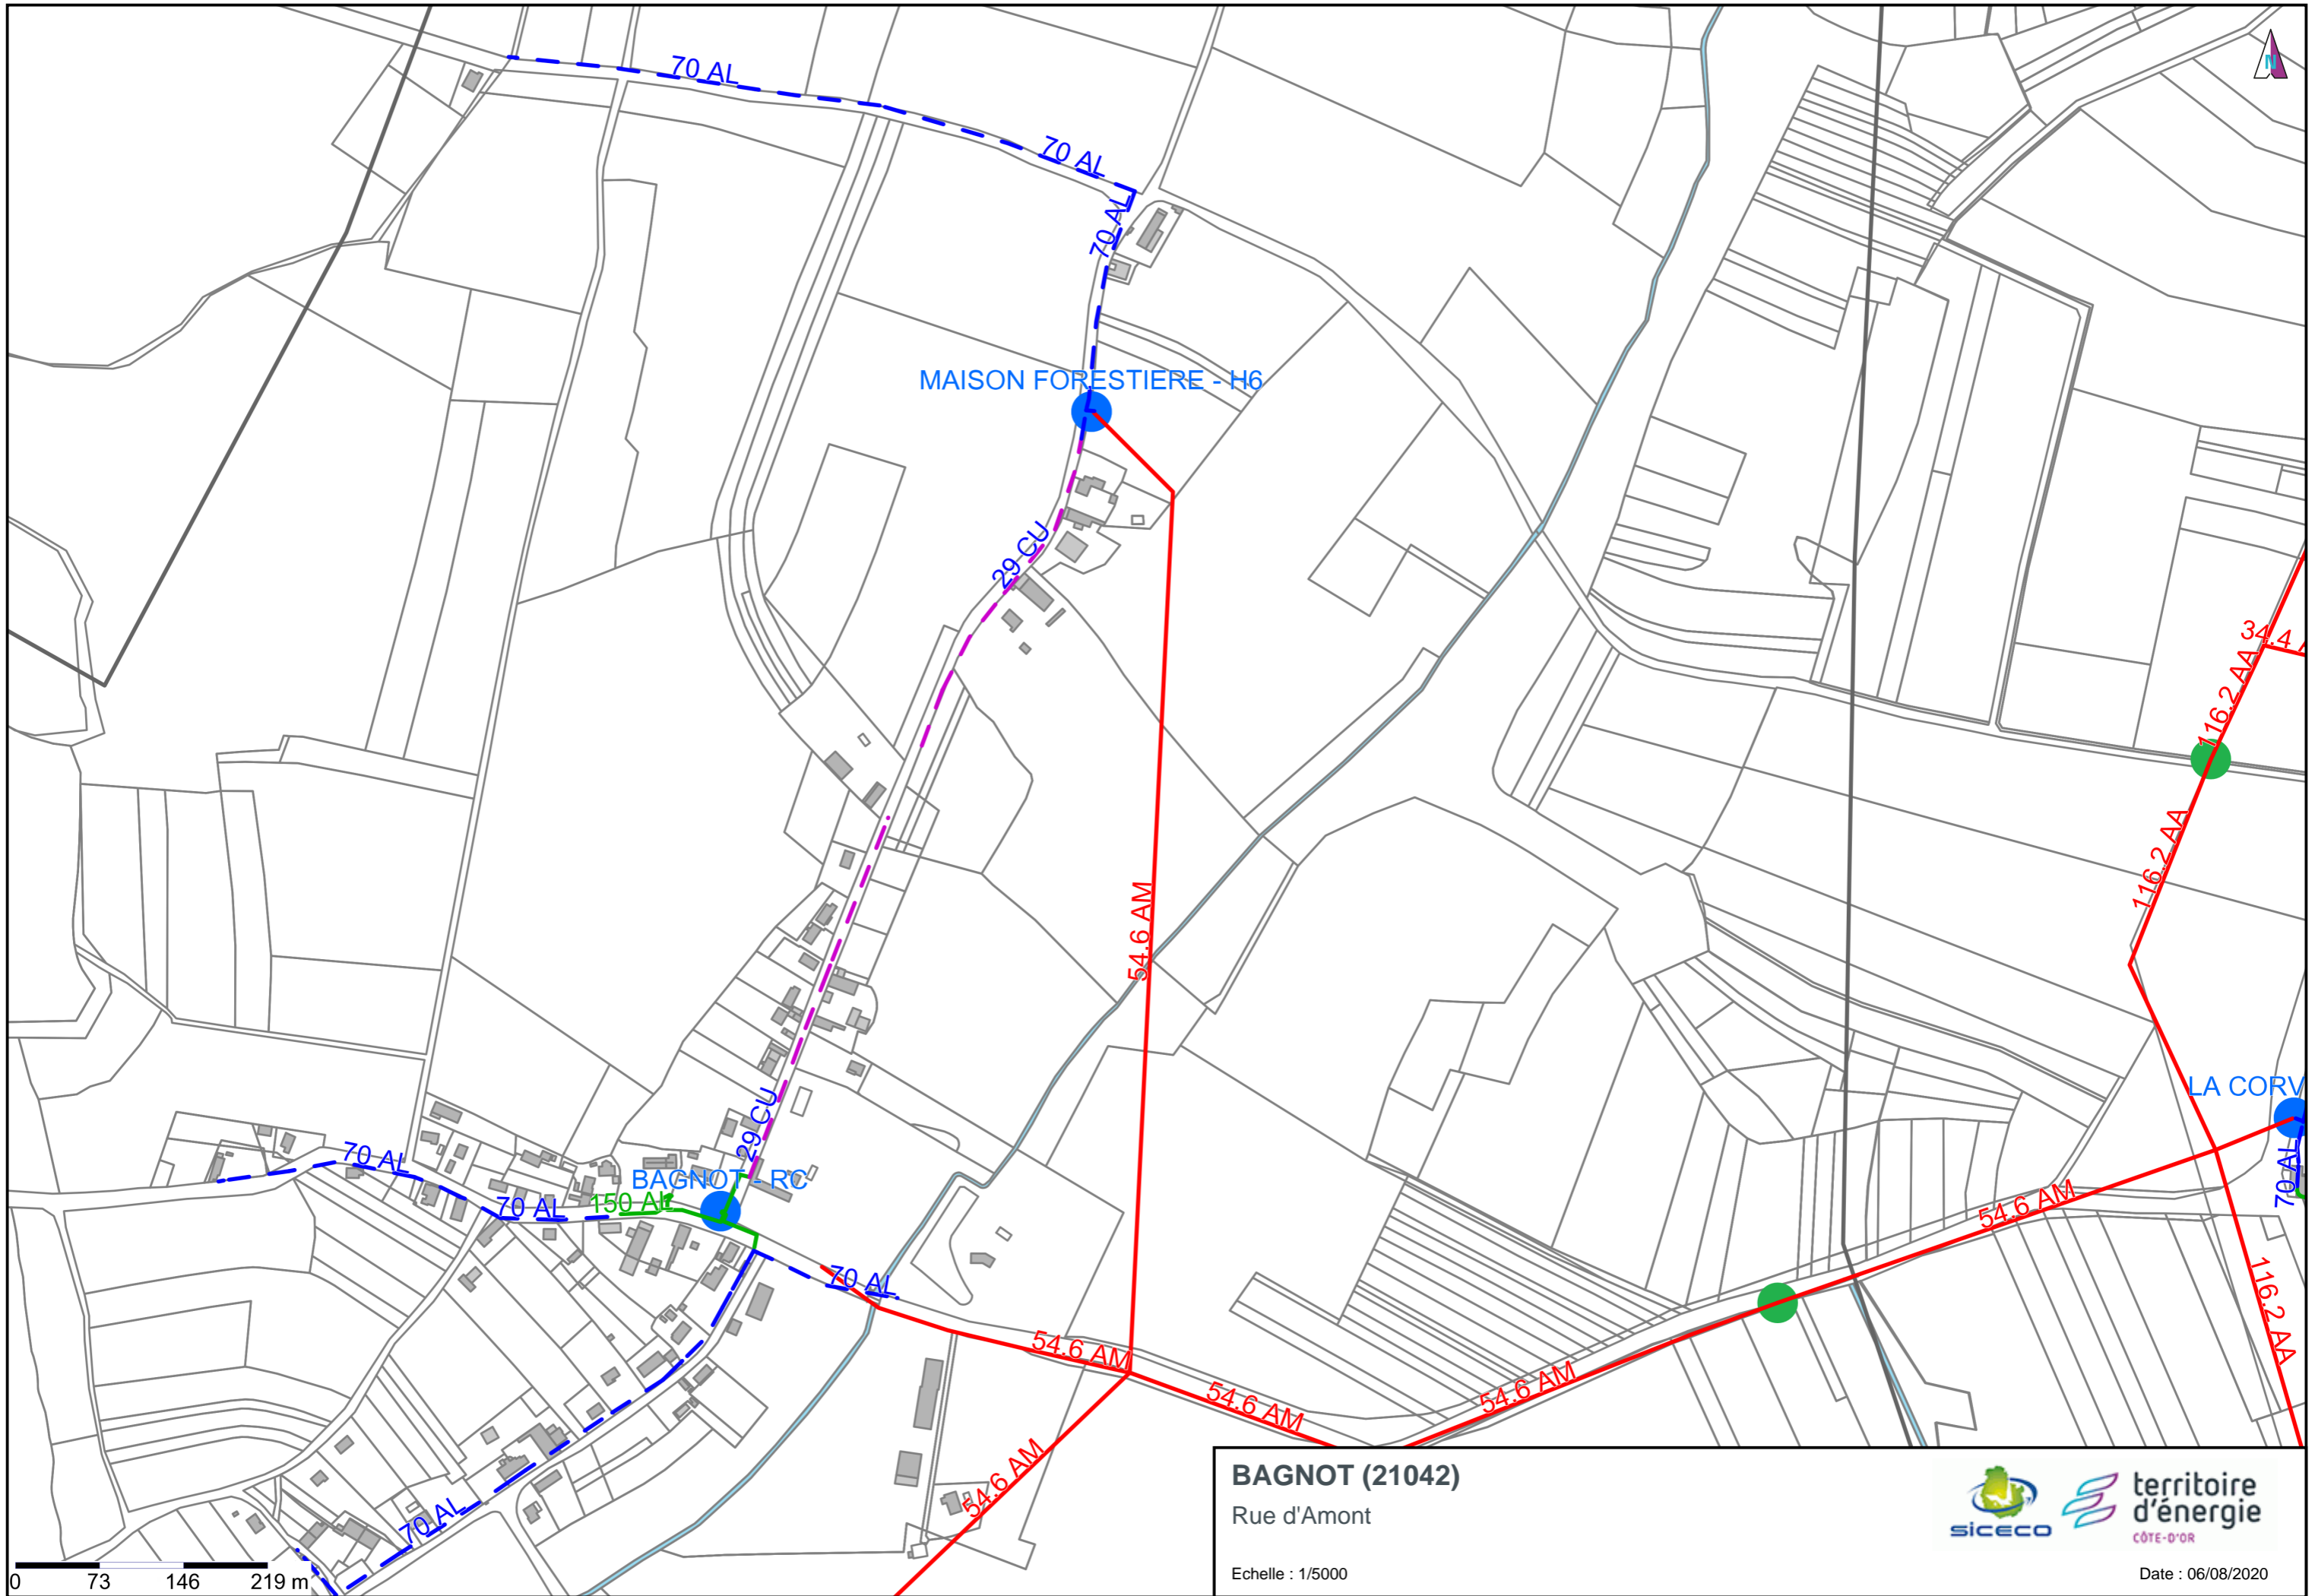 70 AL
N
70 AL
70 AL
MAISON FORESTIERE - H6
29 CU
34.4
116.2 AA
116.2 AA
54.6 AM
LA CORV
29 CU
70 AL
BAGNOT - RC
70 AL
150 AL
70 AL
54.6 AM
70 AL
116.2 AA
54.6 AM
54.6 AM
54.6 AM
54.6 AM
70 AL
BAGNOT (21042)
Rue d'Amont
Echelle : 1/5000
siceco
territoire
d'énergie
CÔTE-D'OR
Date : 06/08/2020
0 73 146 219 m